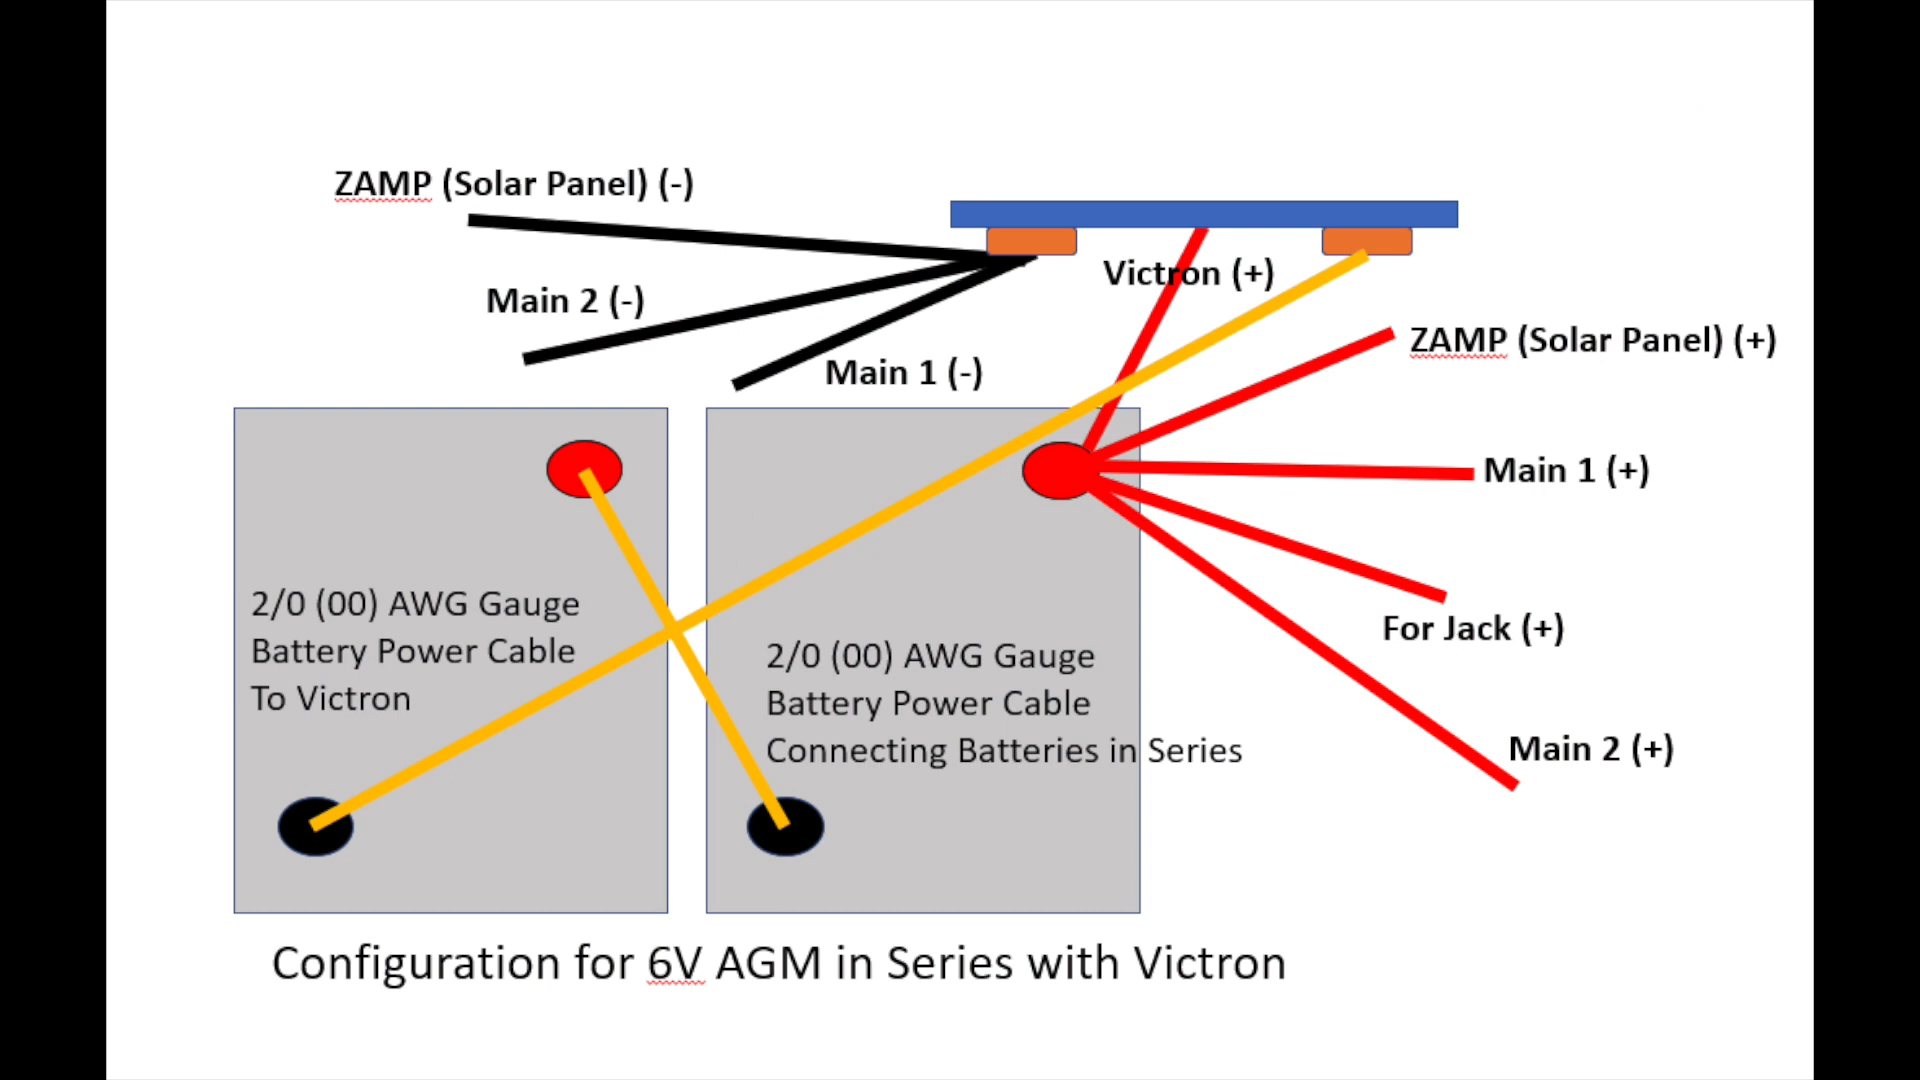 ZAMP (Solar Panel) (-)
Victron (+)
Main 2 (-)
ZAMP (Solar Panel) (+)
Main 1 (-)
Main 1 (+)
2/0 (00) AWG Gauge
Battery Power Cable
To Victron
For Jack (+)
2/0 (00) AWG Gauge
Battery Power Cable
Connecting Batteries in Series
Main 2 (+)
Configuration for 6V AGM in Series with Victron